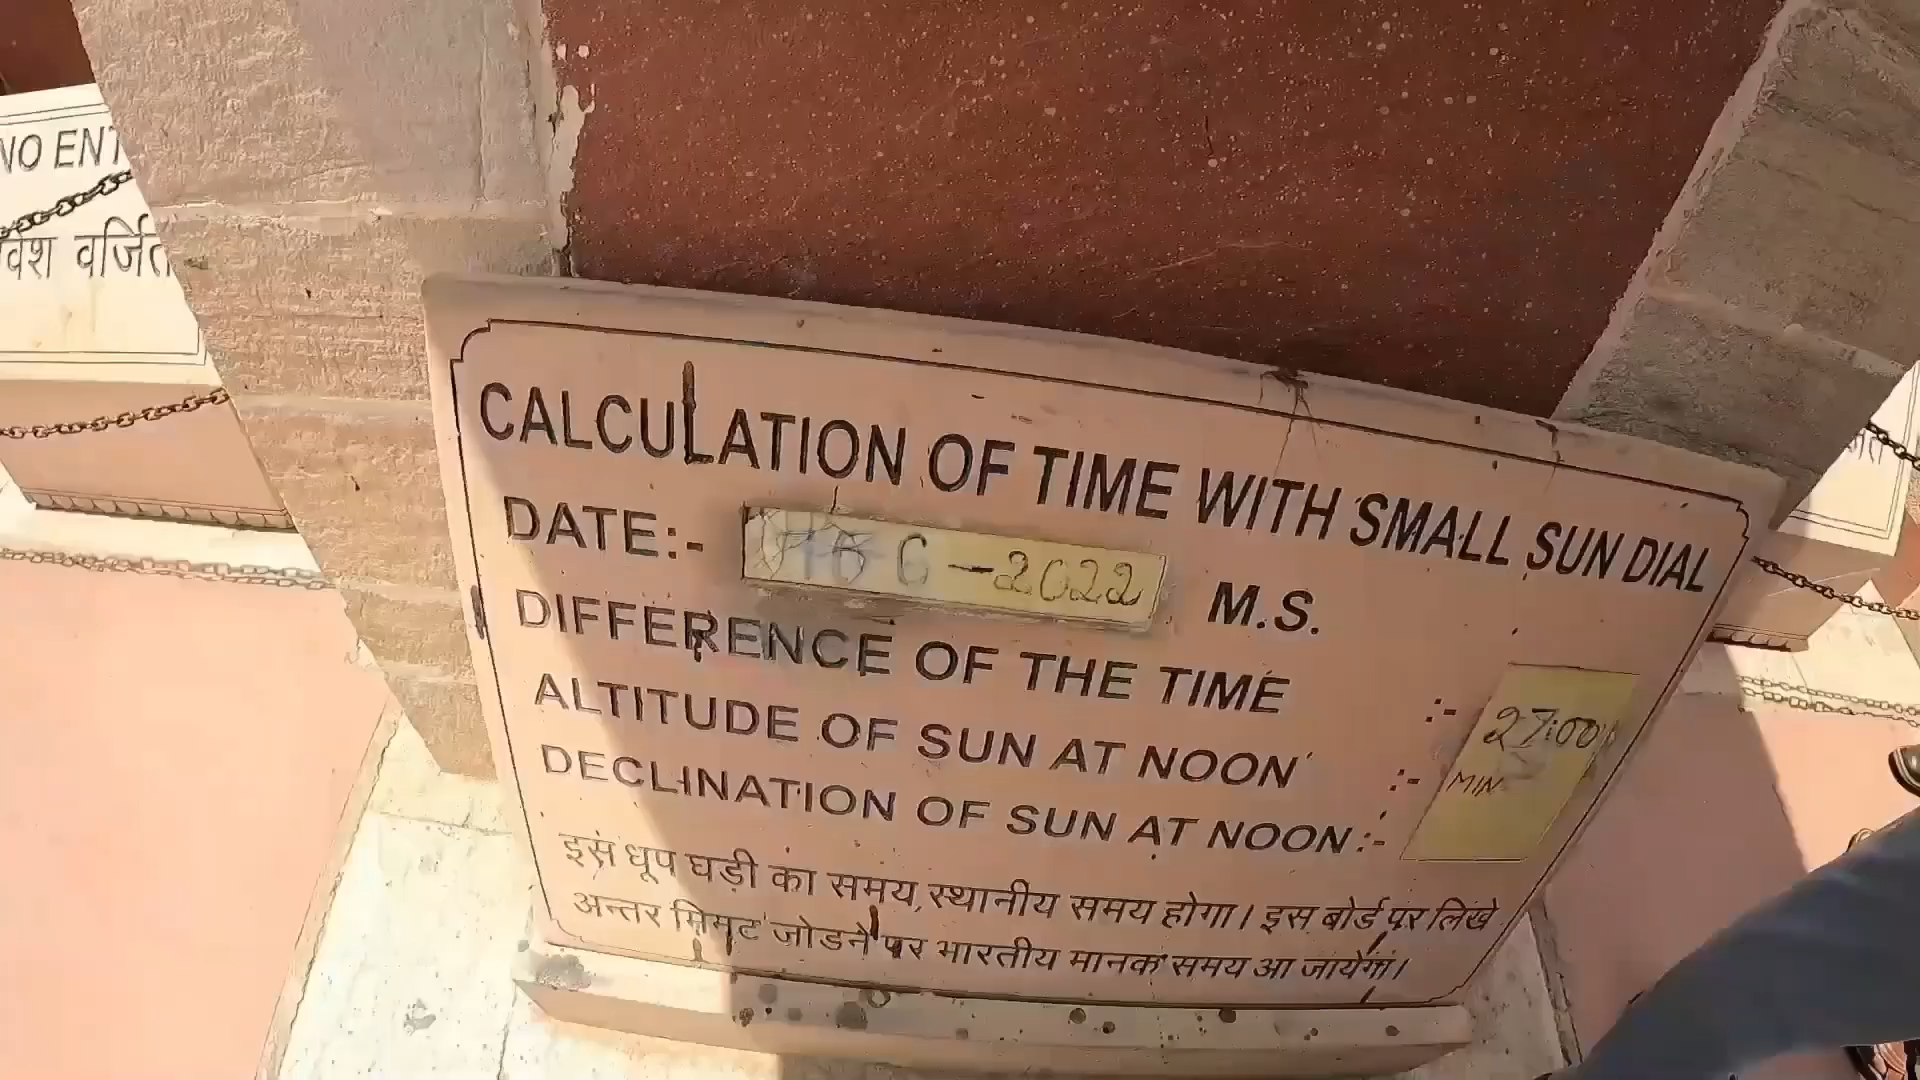 NO ENT
वेश वर्जित
CALCULATION OF TIME WITH SMALL SUN DIAL
DATE:- 6-2022 M.S.
DIFFERENCE OF THE TIME :- 27:00
ALTITUDE OF SUN AT NOON :- MIN
DECLINATION OF SUN AT NOON:-
इस धूप घड़ी का समय, स्थानीय समय होगा। इस बोर्ड पर लिखे
अन्तर मिनट जोडने पर भारतीय मानक समय आ जायेगा।